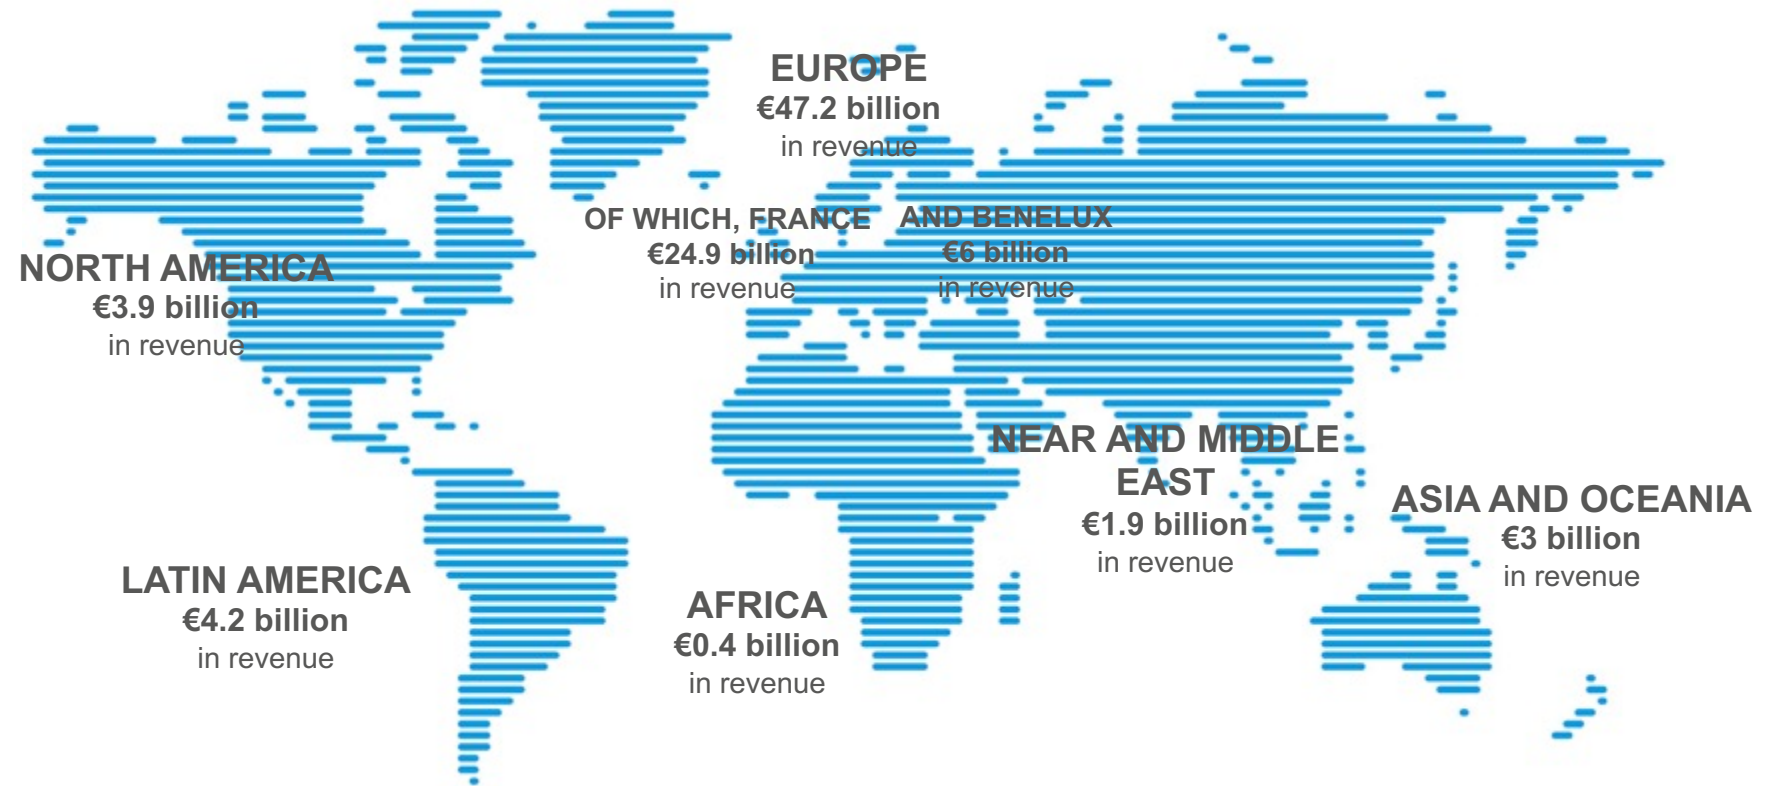 EUROPE
€47.2 billion
in revenue
OF WHICH, FRANCE
€24.9 billion
in revenue
AND BENELUX
€6 billion
in revenue
NORTH AMERICA
€3.9 billion
in revenue
NEAR AND MIDDLE
EAST
€1.9 billion
in revenue
ASIA AND OCEANIA
€3 billion
in revenue
LATIN AMERICA
€4.2 billion
in revenue
AFRICA
€0.4 billion
in revenue